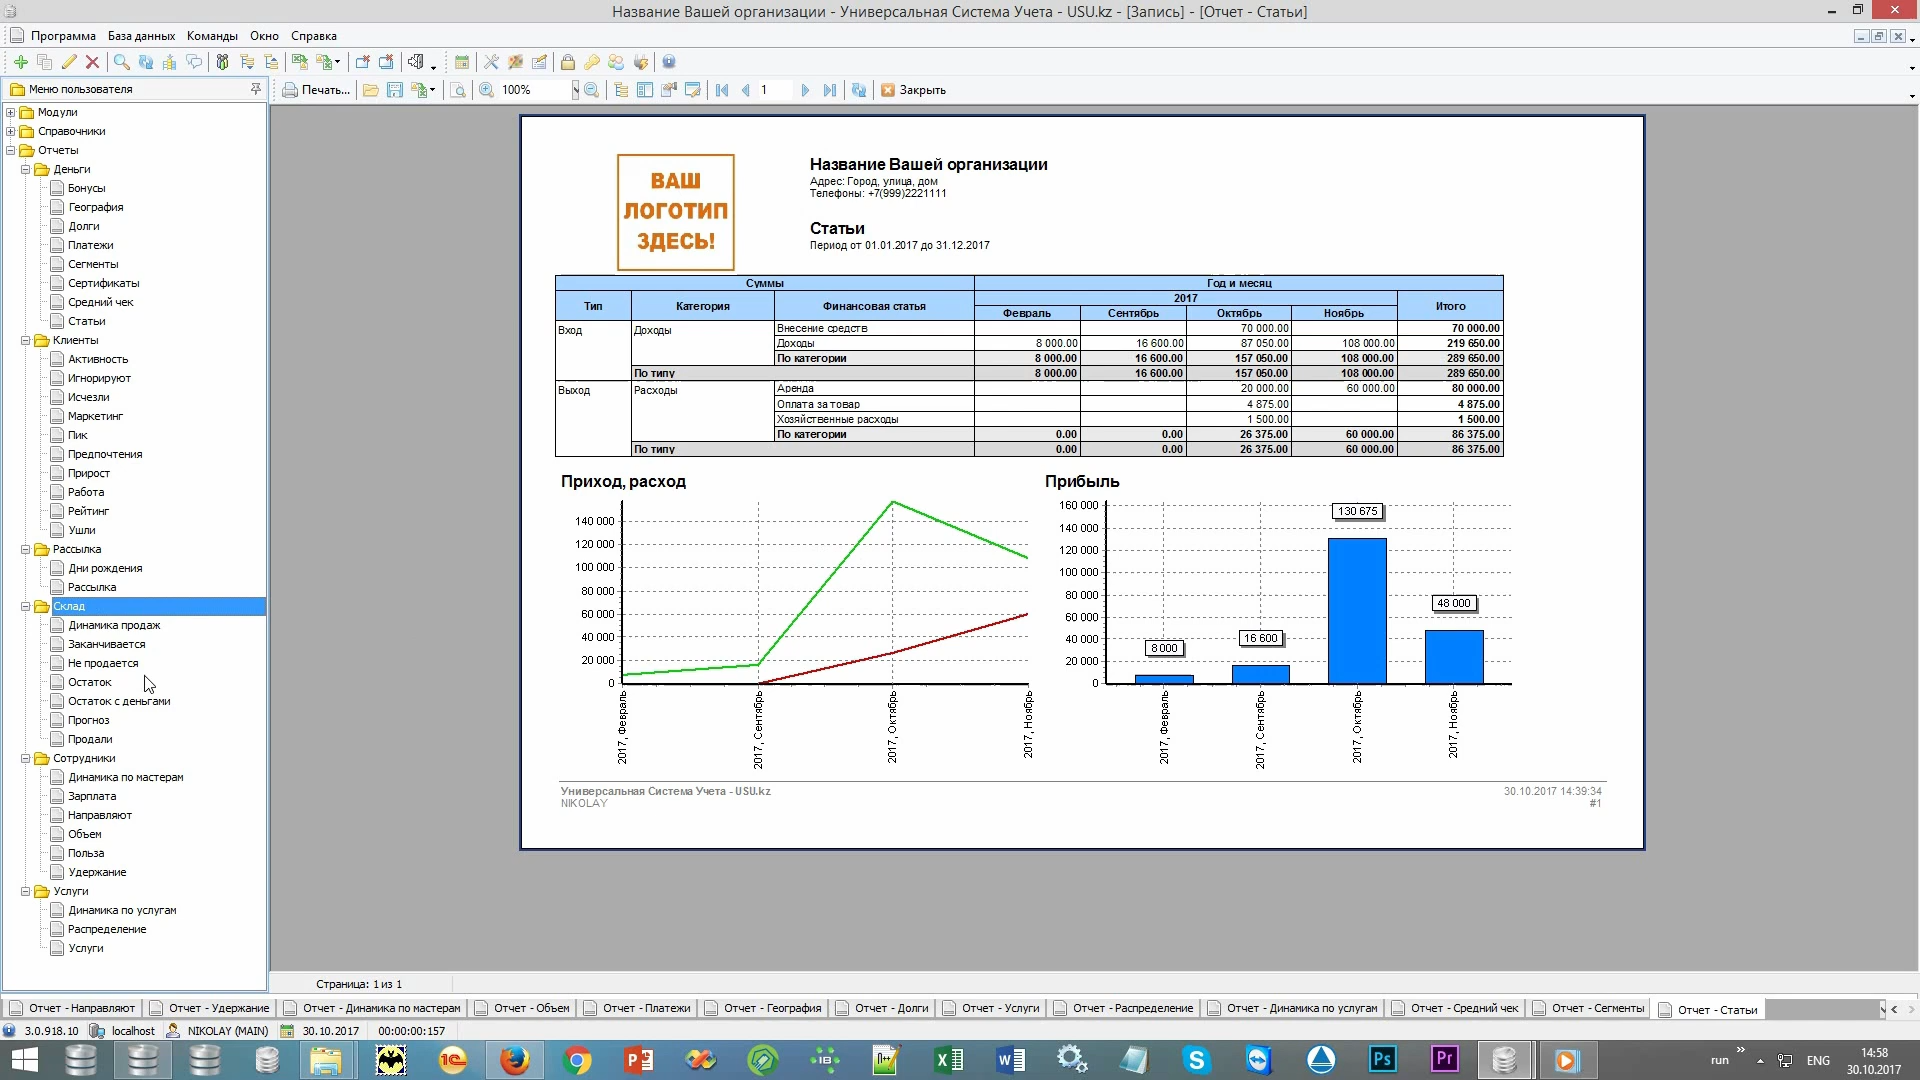 Название Вашей организации - Универсальная Система Учета - USU.kz - [Запись] - [Отчет - Статьи]
Программа База данных Команды Окно Справка
Меню пользователя
Печать... 100% 1 Закрыть
Модули
Справочники
Отчеты
Деньги
Бонусы
География
Долги
Платежи
Сегменты
Сертификаты
Средний чек
Статьи
Клиенты
Активность
Игнорируют
Исчезли
Маркетинг
Пик
Предпочтения
Прирост
Работа
Рейтинг
Ушли
Рассылка
Дни рождения
Рассылка
Склад
Динамика продаж
Заканчивается
Не продается
Остаток
Остаток с деньгами
Прогноз
Продали
Сотрудники
Динамика по мастерам
Зарплата
Направляют
Объем
Польза
Удержание
Услуги
Динамика по услугам
Распределение
Услуги
ВАШ
ЛОГОТИП
ЗДЕСЬ!
Название Вашей организации
Адрес: Город, улица, дом
Телефоны: +7(999)2221111
Статьи
Период от 01.01.2017 до 31.12.2017
Суммы Год и месяц
Тип Категория Финансовая статья 2017 Итого
Февраль Сентябрь Октябрь Ноябрь
Вход Доходы Внесение средств 70 000.00 70 000.00
Доходы 8 000.00 16 600.00 87 050.00 108 000.00 219 650.00
По категории 8 000.00 16 600.00 157 050.00 108 000.00 289 650.00
По типу 8 000.00 16 600.00 157 050.00 108 000.00 289 650.00
Выход Расходы Аренда 20 000.00 60 000.00 80 000.00
Оплата за товар 4 875.00 4 875.00
Хозяйственные расходы 1 500.00 1 500.00
По категории 0.00 0.00 26 375.00 60 000.00 86 375.00
По типу 0.00 0.00 26 375.00 60 000.00 86 375.00
Приход, расход
140 000
120 000
100 000
80 000
60 000
40 000
20 000
0
2017, Февраль
2017, Сентябрь
2017, Октябрь
2017, Ноябрь
Прибыль
160 000
140 000
120 000
100 000
80 000
60 000
40 000
20 000
0
8 000
16 600
130 675
48 000
2017, Февраль
2017, Сентябрь
2017, Октябрь
2017, Ноябрь
Универсальная Система Учета - USU.kz 30.10.2017 14:39:34
NIKOLAY #1
Страница: 1 из 1
Отчет - Направляют Отчет - Удержание Отчет - Динамика по мастерам Отчет - Объем Отчет - Платежи Отчет - География Отчет - Долги Отчет - Услуги Отчет - Распределение Отчет - Динамика по услугам Отчет - Средний чек Отчет - Сегменты Отчет - Статьи
3.0.918.10 localhost NIKOLAY (MAIN) 30.10.2017 00:00:00:157
run ENG 14:58
30.10.2017